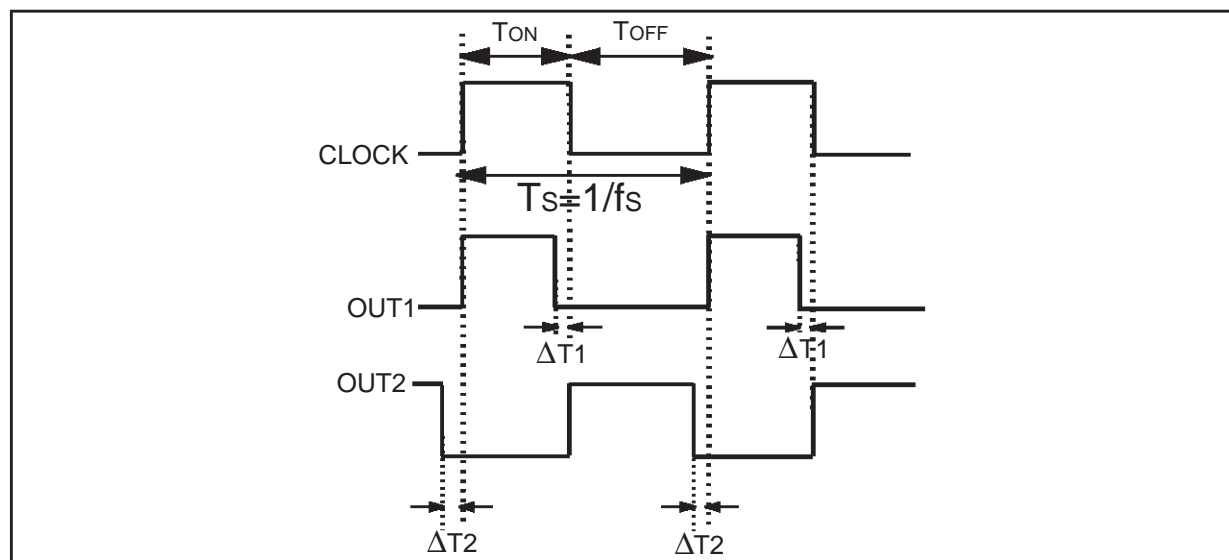 TON TOFF
CLOCK
TS=1/fS
OUT1
ΔT1 ΔT1
OUT2
ΔT2 ΔT2